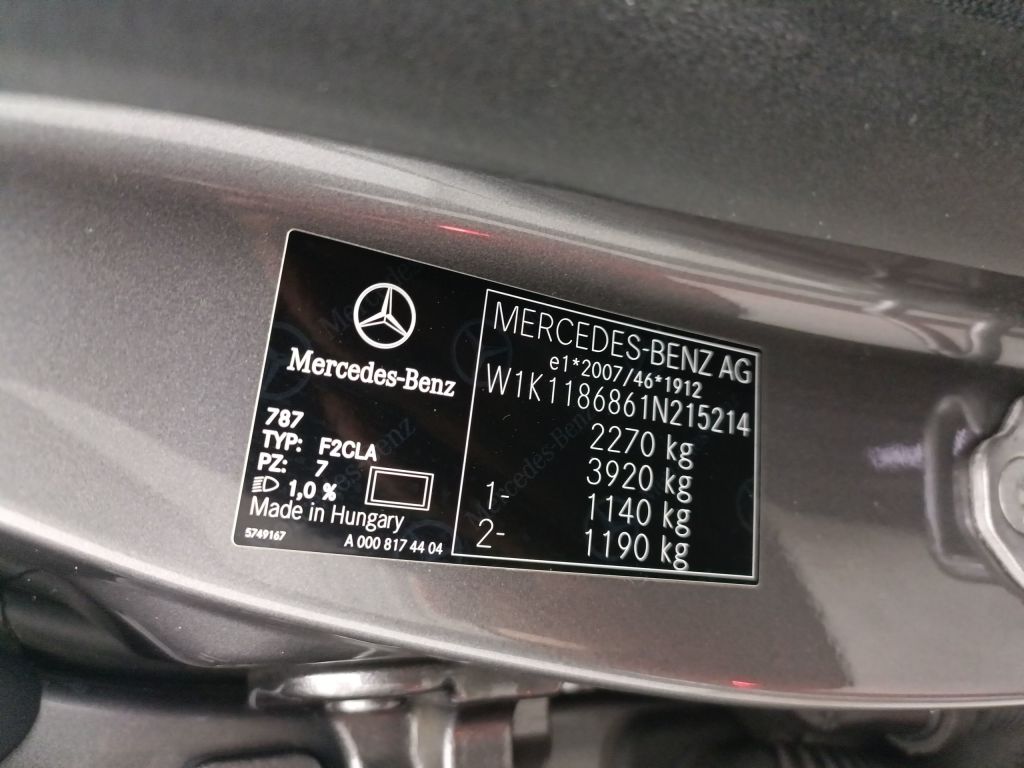 Mercedes-Benz
787
TYP: F2CLA
PZ: 7
1,0 %
Made in Hungary
5749167
A 000 817 44 04
MERCEDES-BENZ AG
e1*2007/46*1912
W1K1186861N215214
2270 kg
3920 kg
1- 1140 kg
2- 1190 kg